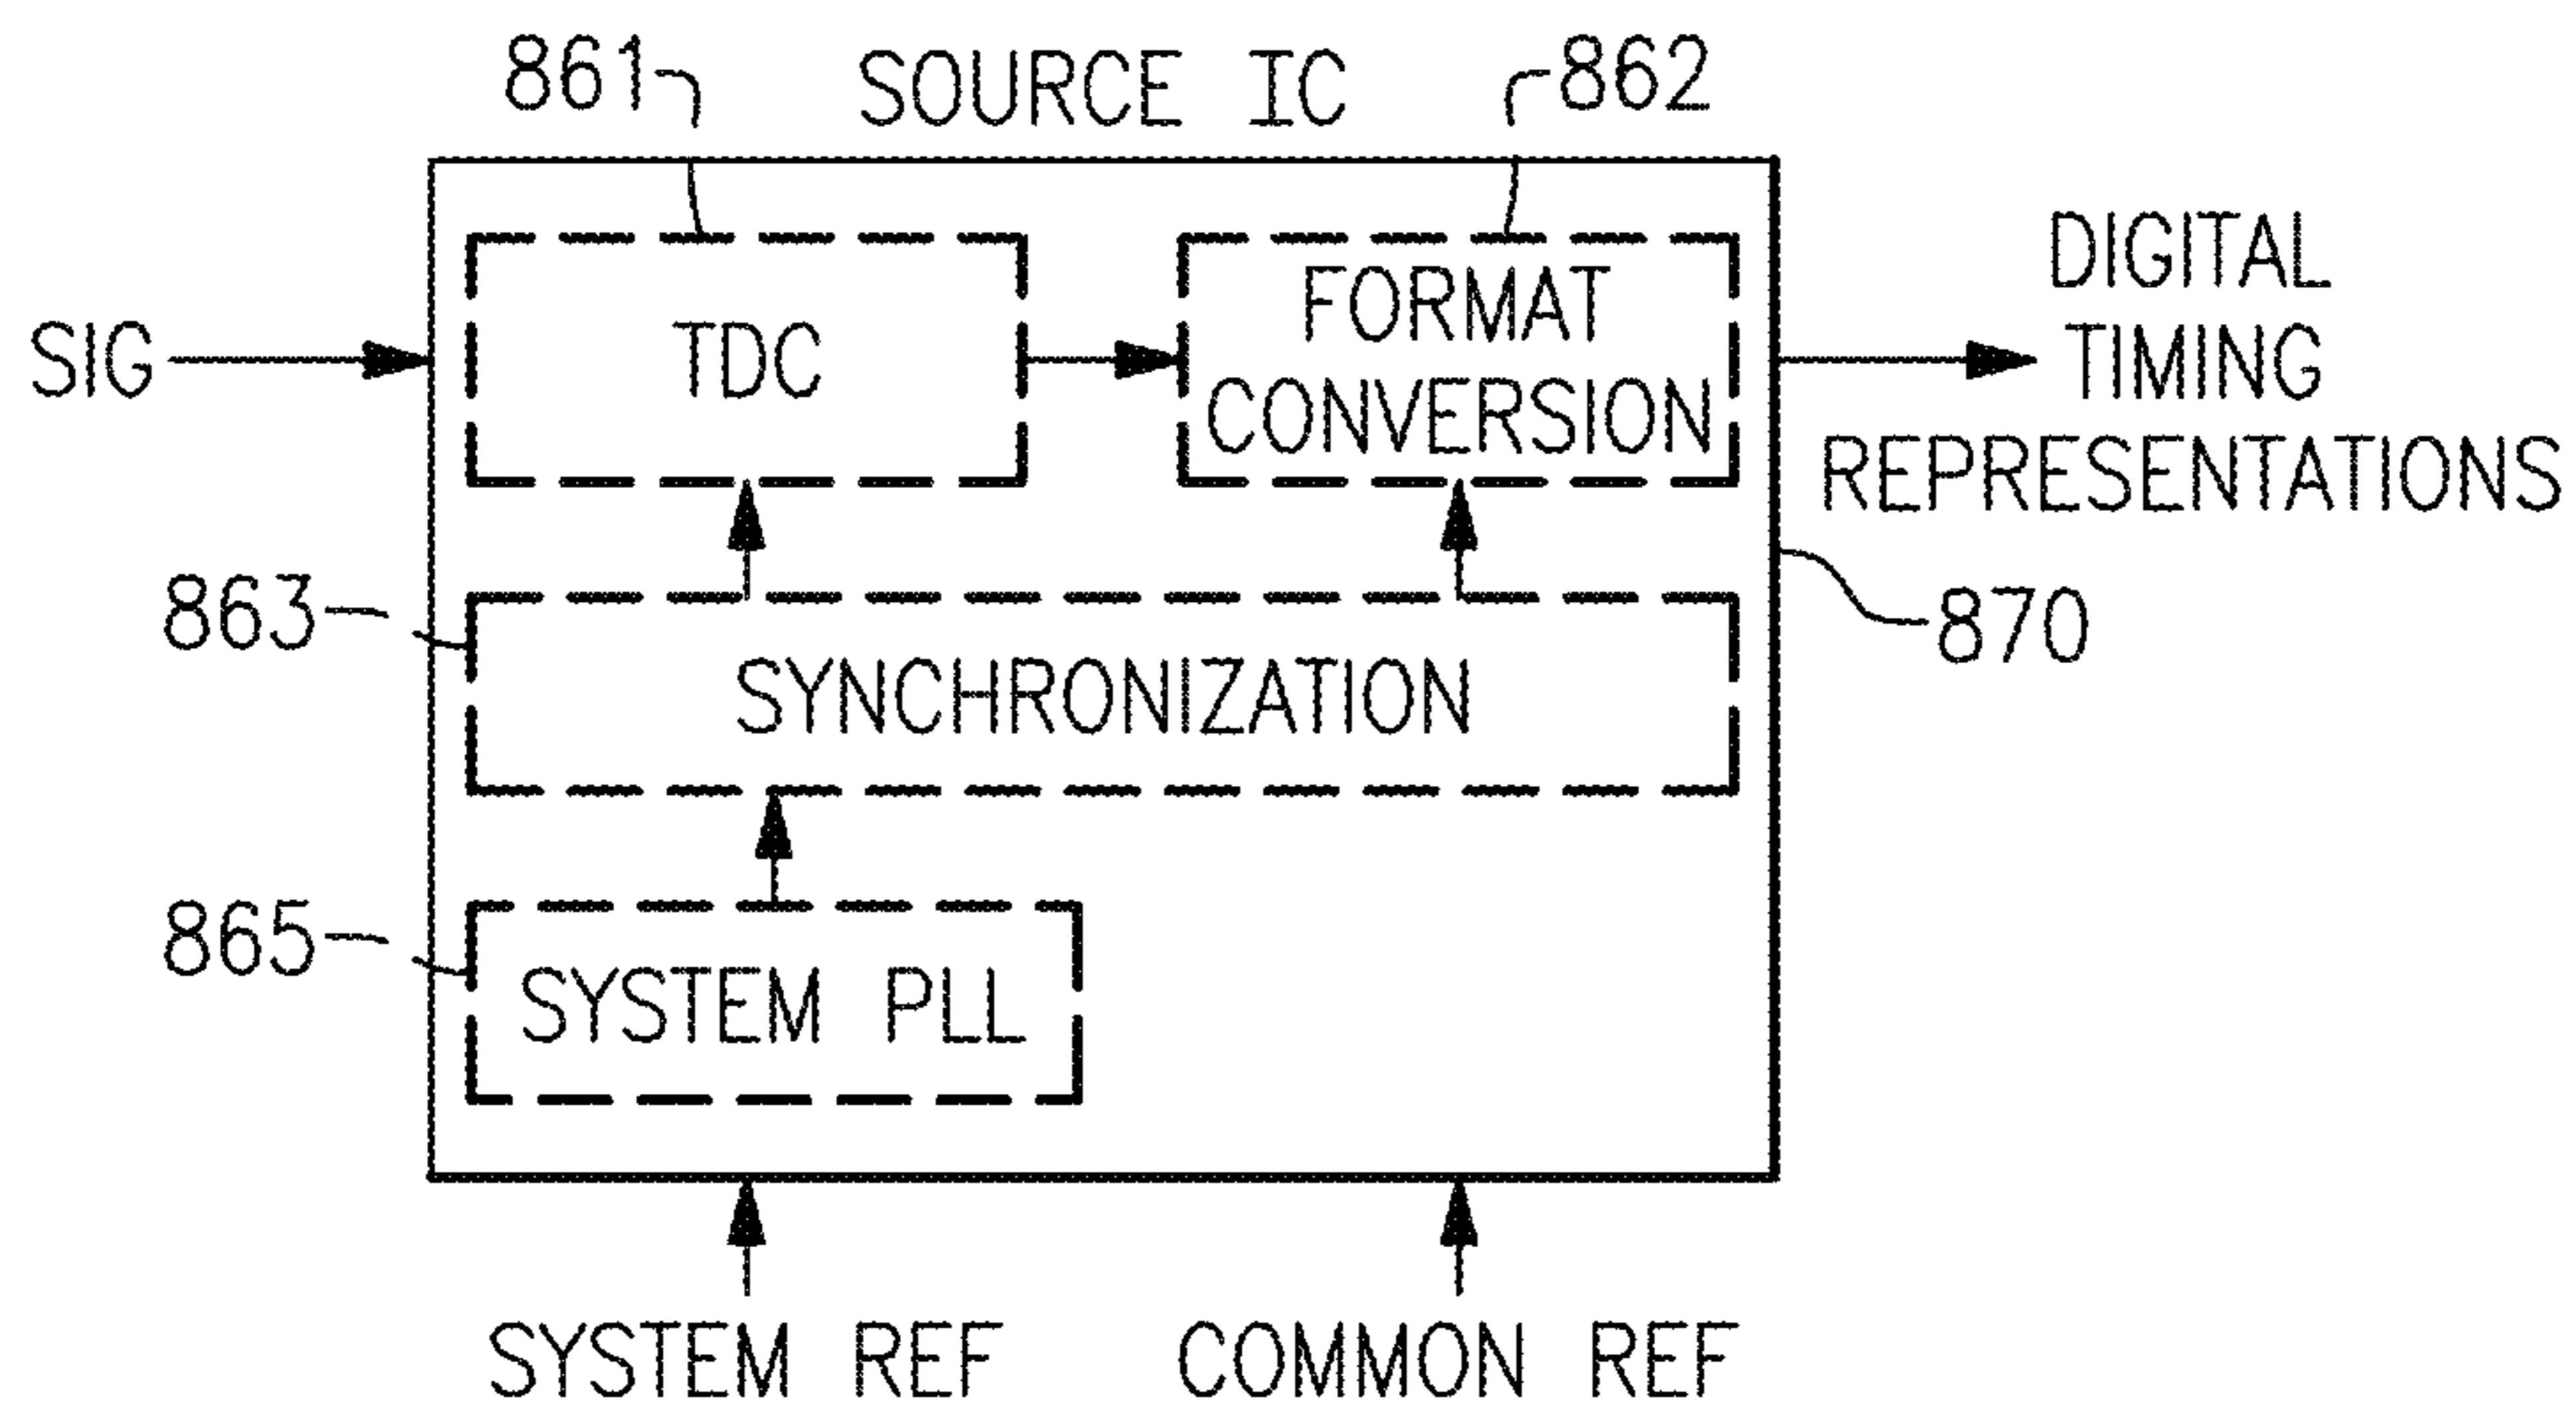 861
SOURCE IC
862
SIG
TDC
FORMAT
CONVERSION
DIGITAL
TIMING
REPRESENTATIONS
863
SYNCHRONIZATION
870
865
SYSTEM PLL
SYSTEM REF
COMMON REF